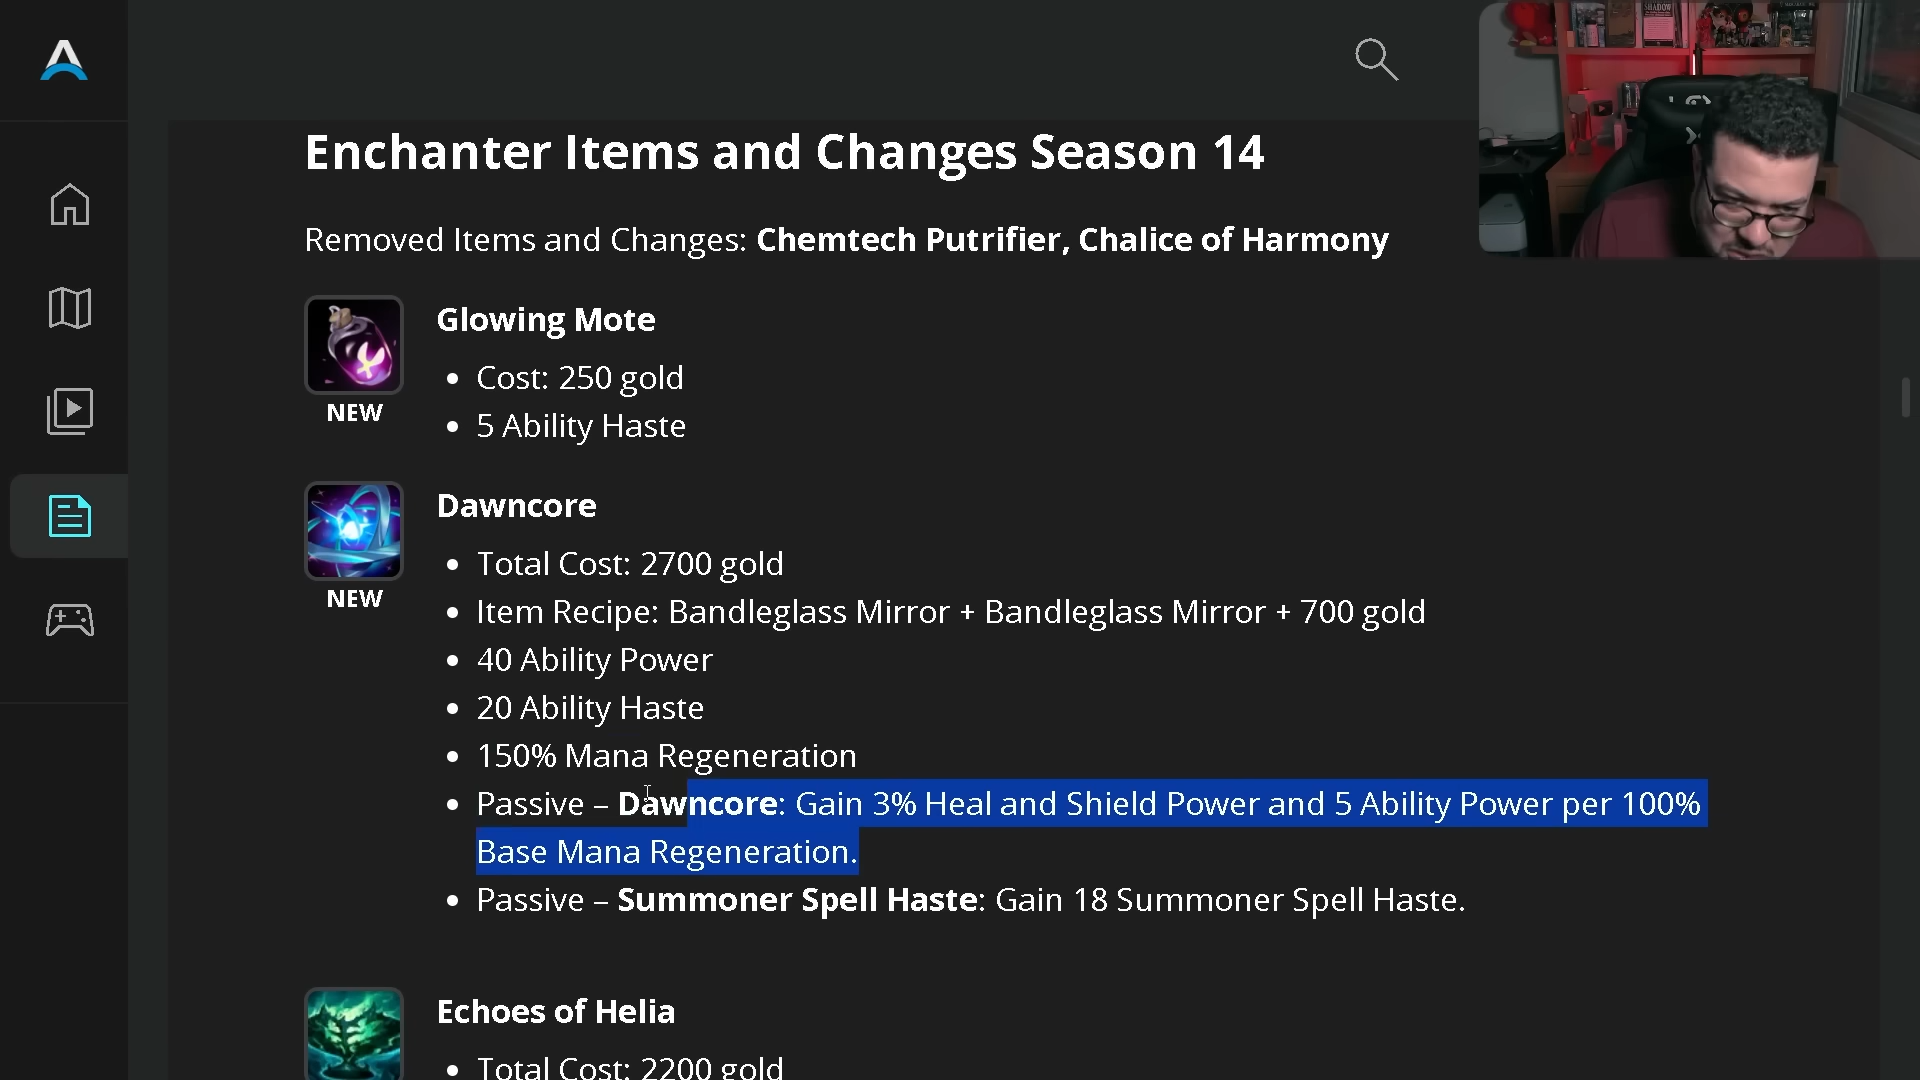 Enchanter Items and Changes Season 14
Removed Items and Changes: Chemtech Putrifier, Chalice of Harmony
Glowing Mote
NEW
• Cost: 250 gold
• 5 Ability Haste
Dawncore
NEW
• Total Cost: 2700 gold
• Item Recipe: Bandleglass Mirror + Bandleglass Mirror + 700 gold
• 40 Ability Power
• 20 Ability Haste
• 150% Mana Regeneration
• Passive – Dawncore: Gain 3% Heal and Shield Power and 5 Ability Power per 100%
Base Mana Regeneration.
• Passive – Summoner Spell Haste: Gain 18 Summoner Spell Haste.
Echoes of Helia
• Total Cost: 2200 gold
SHADOW